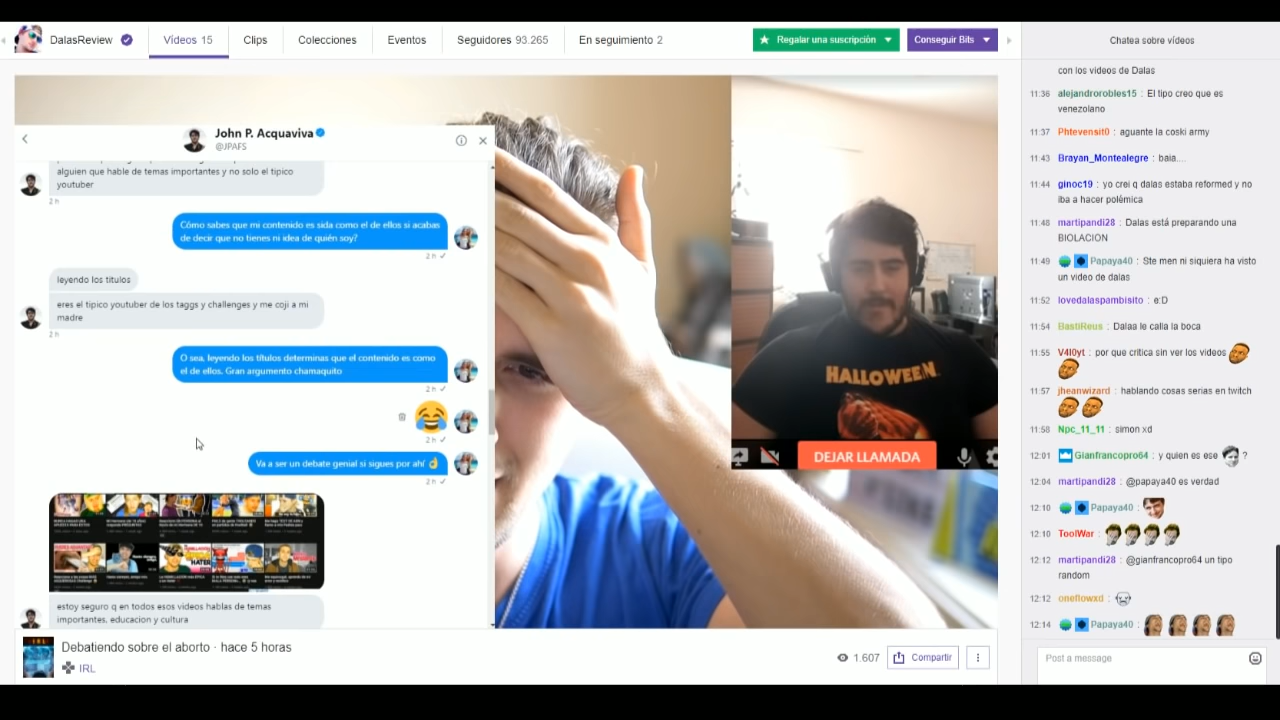 DalasReview
Vídeos 15
Clips
Colecciones
Eventos
Seguidores 93.265
En seguimiento 2
Regalar una suscripción
Conseguir Bits
Chatea sobre vídeos
John P. Acquaviva
@JPAFS
alguien que hable de temas importantes y no solo el tipico
youtuber
2 h
Cómo sabes que mi contenido es sida como el de ellos si acabas
de decir que no tienes ni idea de quién soy?
2 h
leyendo los titulos
eres el tipico youtuber de los taggs y challenges y me coji a mi
madre
2 h
O sea, leyendo los títulos determinas que el contenido es como
el de ellos. Gran argumento chamaquito
2 h
2 h
Va a ser un debate genial si sigues por ahí 👌
2 h
estoy seguro q en todos esos videos hablas de temas
importantes, educacion y cultura
HALLOWEEN
DEJAR LLAMADA
Debatiendo sobre el aborto · hace 5 horas
IRL
1.607
Compartir
con los videos de Dalas
11:36 alejandrorobles15 : El tipo creo que es
venezolano
11:37 Phtevensit0 : aguante la coski army
11:43 Brayan_Montealegre : baia....
11:44 ginoc19 : yo crei q dalas estaba reformed y no
iba a hacer polémica
11:48 martipandi28 : Dalas está preparando una
BIOLACION
11:49 Papaya40 : Ste men ni siquiera ha visto
un video de dalas
11:52 lovedalaspambisito : e:D
11:54 BastiReus : Dalaa le calla la boca
11:55 V4l0yt : por que critica sin ver los videos
11:57 jheanwizard : hablando cosas serias en twitch
11:58 Npc_11_11 : simon xd
12:01 Gianfrancopro64 : y quien es ese ?
12:04 martipandi28 : @papaya40 es verdad
12:10 Papaya40 :
12:10 ToolWar :
12:12 martipandi28 : @gianfrancopro64 un tipo
random
12:12 oneflowxd :
12:14 Papaya40 :
Post a message